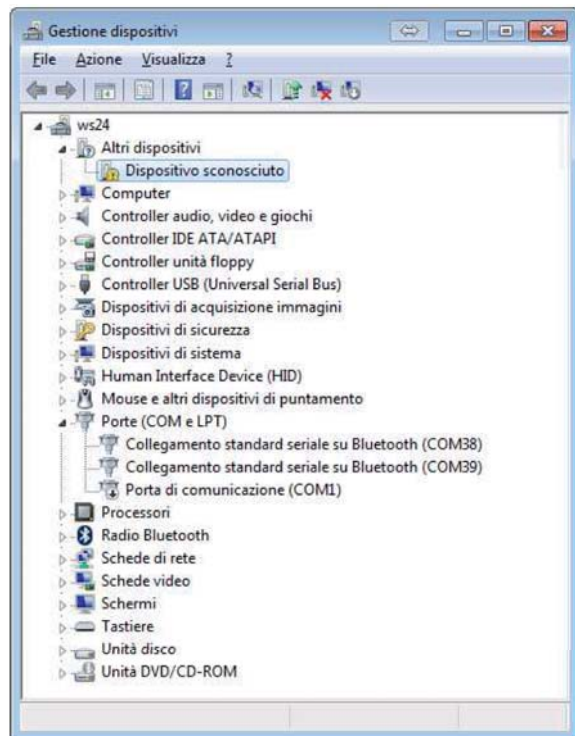 Gestione dispositivi
File Azione Visualizza ?
ws24
Altri dispositivi
Dispositivo sconosciuto
Computer
Controller audio, video e giochi
Controller IDE ATA/ATAPI
Controller unità floppy
Controller USB (Universal Serial Bus)
Dispositivi di acquisizione immagini
Dispositivi di sicurezza
Dispositivi di sistema
Human Interface Device (HID)
Mouse e altri dispositivi di puntamento
Porte (COM e LPT)
Collegamento standard seriale su Bluetooth (COM38)
Collegamento standard seriale su Bluetooth (COM39)
Porta di comunicazione (COM1)
Processori
Radio Bluetooth
Schede di rete
Schede video
Schermi
Tastiere
Unità disco
Unità DVD/CD-ROM